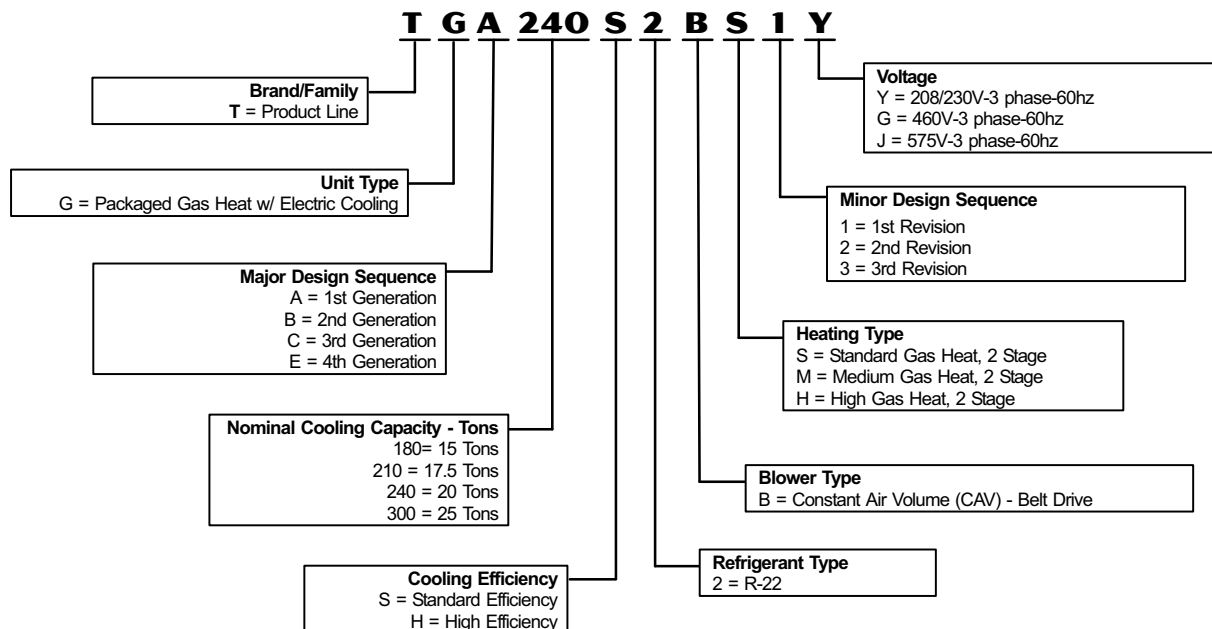 T G A 240 S 2 B S 1 Y
Brand/Family
T = Product Line
Unit Type
G = Packaged Gas Heat w/ Electric Cooling
Major Design Sequence
A = 1st Generation
B = 2nd Generation
C = 3rd Generation
E = 4th Generation
Nominal Cooling Capacity - Tons
180= 15 Tons
210 = 17.5 Tons
240 = 20 Tons
300 = 25 Tons
Cooling Efficiency
S = Standard Efficiency
H = High Efficiency
Voltage
Y = 208/230V-3 phase-60hz
G = 460V-3 phase-60hz
J = 575V-3 phase-60hz
Minor Design Sequence
1 = 1st Revision
2 = 2nd Revision
3 = 3rd Revision
Heating Type
S = Standard Gas Heat, 2 Stage
M = Medium Gas Heat, 2 Stage
H = High Gas Heat, 2 Stage
Blower Type
B = Constant Air Volume (CAV) - Belt Drive
Refrigerant Type
2 = R-22